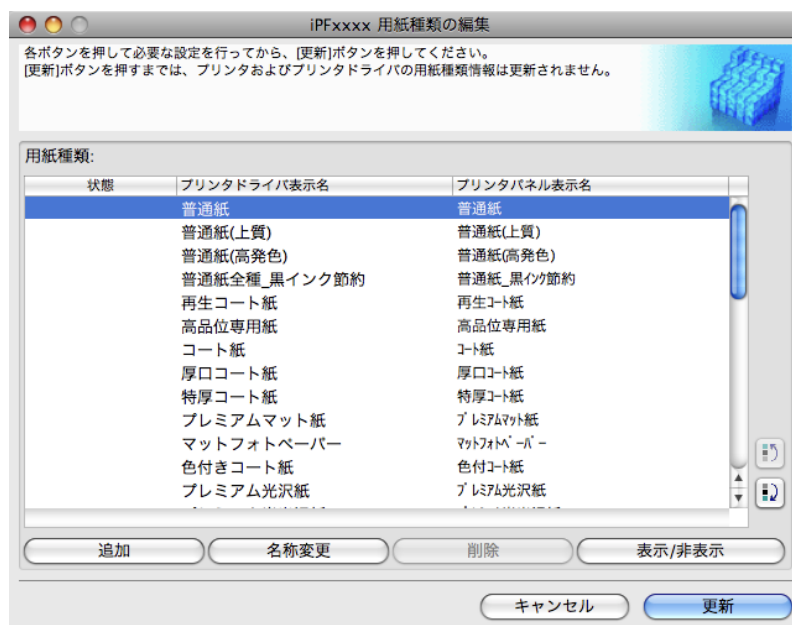 iPFxxxx 用紙種類の編集
各ボタンを押して必要な設定を行ってから、[更新]ボタンを押してください。
[更新]ボタンを押すまでは、プリンタおよびプリンタドライバの用紙種類情報は更新されません。
用紙種類:
状態 プリンタドライバ表示名 プリンタパネル表示名
普通紙 普通紙
普通紙(上質) 普通紙(上質)
普通紙(高発色) 普通紙(高発色)
普通紙全種_黒インク節約 普通紙_黒インク節約
再生コート紙 再生コート紙
高品位専用紙 高品位専用紙
コート紙 コート紙
厚口コート紙 厚口コート紙
特厚コート紙 特厚コート紙
プレミアムマット紙 プレミアムマット紙
マットフォトペーパー マットフォトペーパー
色付きコート紙 色付コート紙
プレミアム光沢紙 プレミアム光沢紙
追加 名称変更 削除 表示/非表示
キャンセル 更新